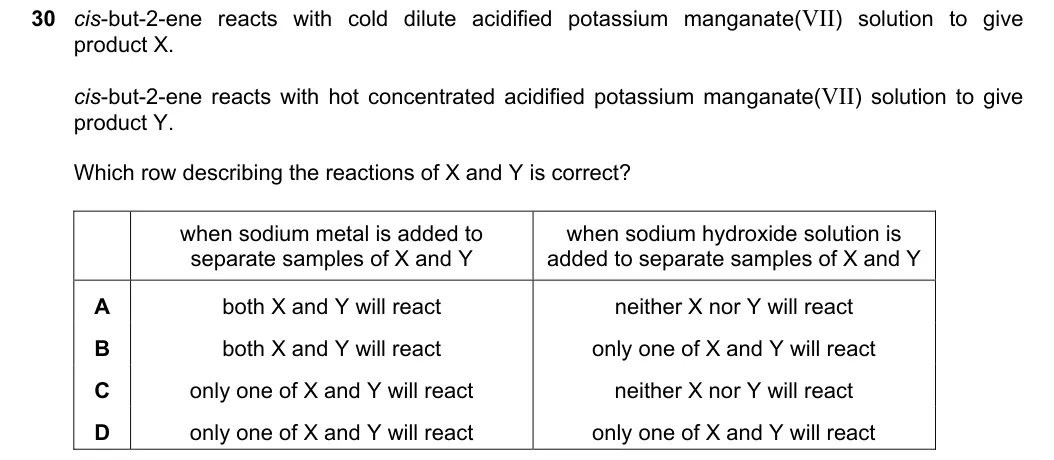 30 cis-but-2-ene reacts with cold dilute acidified potassium manganate(VII) solution to give
product X.
cis-but-2-ene reacts with hot concentrated acidified potassium manganate(VII) solution to give
product Y.
Which row describing the reactions of X and Y is correct?
when sodium metal is added to
separate samples of X and Y
when sodium hydroxide solution is
added to separate samples of X and Y
A both X and Y will react neither X nor Y will react
B both X and Y will react only one of X and Y will react
C only one of X and Y will react neither X nor Y will react
D only one of X and Y will react only one of X and Y will react